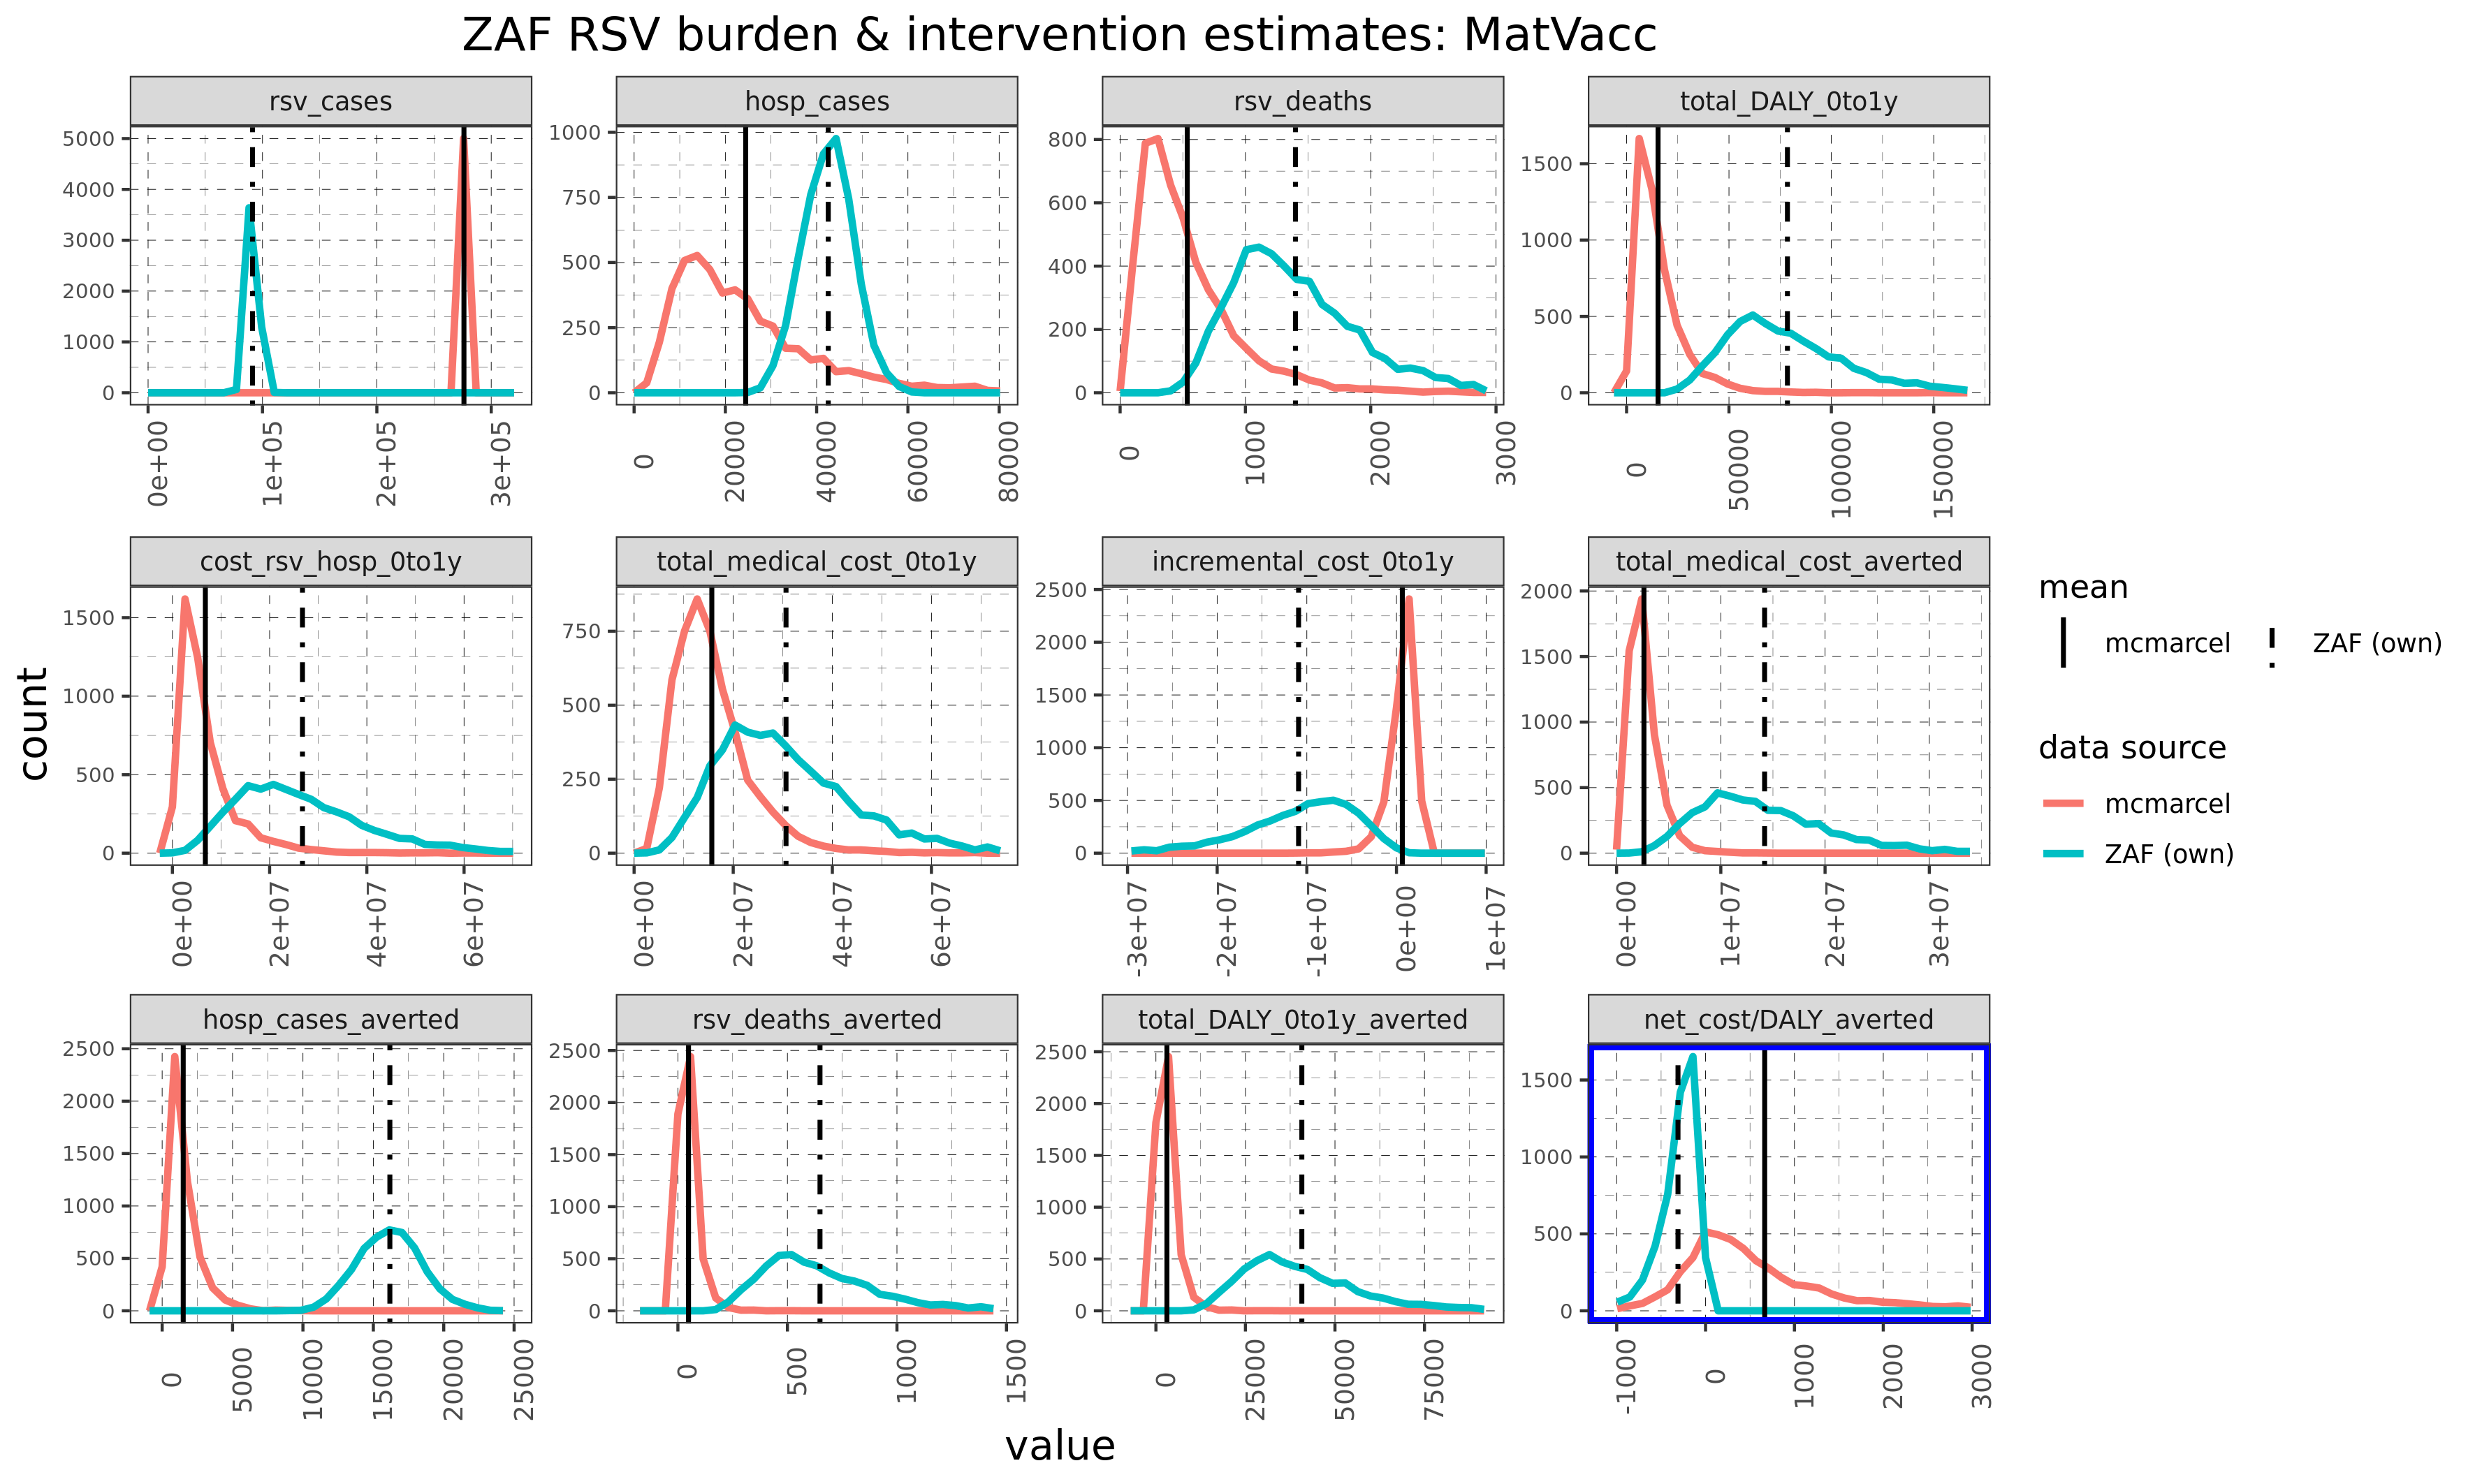 ZAF RSV burden & intervention estimates: MatVacc
rsv_cases
hosp_cases
rsv_deaths
total_DALY_0to1y
5000
4000
3000
2000
1000
0
0e+00
1e+05
2e+05
3e+05
1000
750
500
250
0
0
20000
40000
60000
80000
800
600
400
200
0
0
1000
2000
3000
1500
1000
500
0
0
50000
100000
150000
cost_rsv_hosp_0to1y
total_medical_cost_0to1y
incremental_cost_0to1y
total_medical_cost_averted
1500
1000
500
0
0e+00
2e+07
4e+07
6e+07
750
500
250
0
0e+00
2e+07
4e+07
6e+07
2500
2000
1500
1000
500
0
-3e+07
-2e+07
-1e+07
0e+00
1e+07
2000
1500
1000
500
0
0e+00
1e+07
2e+07
3e+07
hosp_cases_averted
rsv_deaths_averted
total_DALY_0to1y_averted
net_cost/DALY_averted
2500
2000
1500
1000
500
0
0
5000
10000
15000
20000
25000
2500
2000
1500
1000
500
0
0
500
1000
1500
2500
2000
1500
1000
500
0
0
25000
50000
75000
1500
1000
500
0
-1000
0
1000
2000
3000
count
value
mean
mcmarcel
ZAF (own)
data source
mcmarcel
ZAF (own)